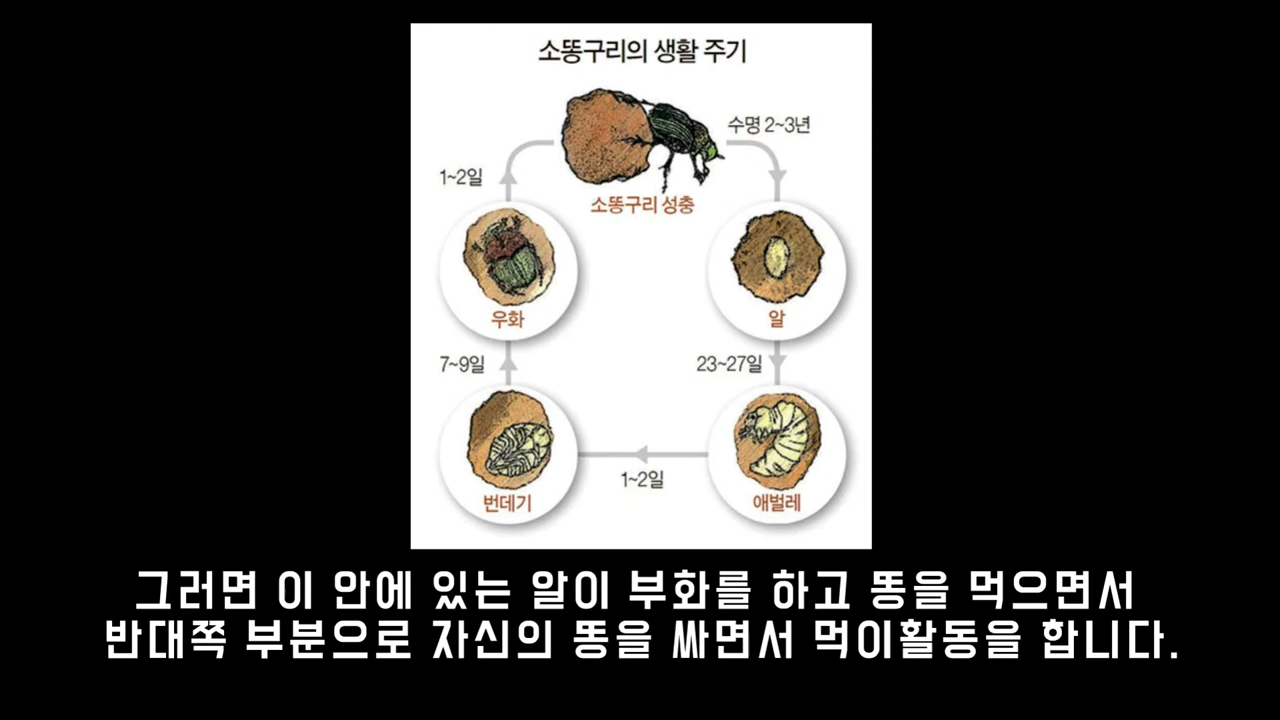 소똥구리의 생활 주기
수명 2~3년
1~2일
소똥구리 성충
우화
알
7~9일
23~27일
번데기
1~2일
애벌레
그러면 이 안에 있는 알이 부화를 하고 똥을 먹으면서
반대쪽 부분으로 자신의 똥을 싸면서 먹이활동을 합니다.